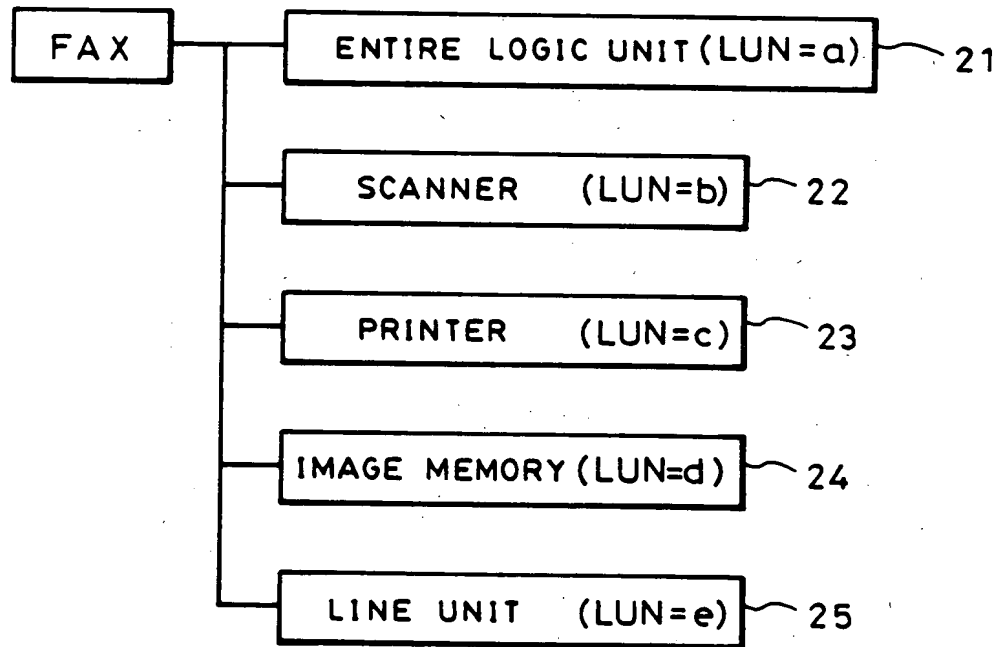 FAX
ENTIRE LOGIC UNIT (LUN=a)
21
SCANNER (LUN=b)
22
PRINTER (LUN=c)
23
IMAGE MEMORY (LUN=d)
24
LINE UNIT (LUN=e)
25